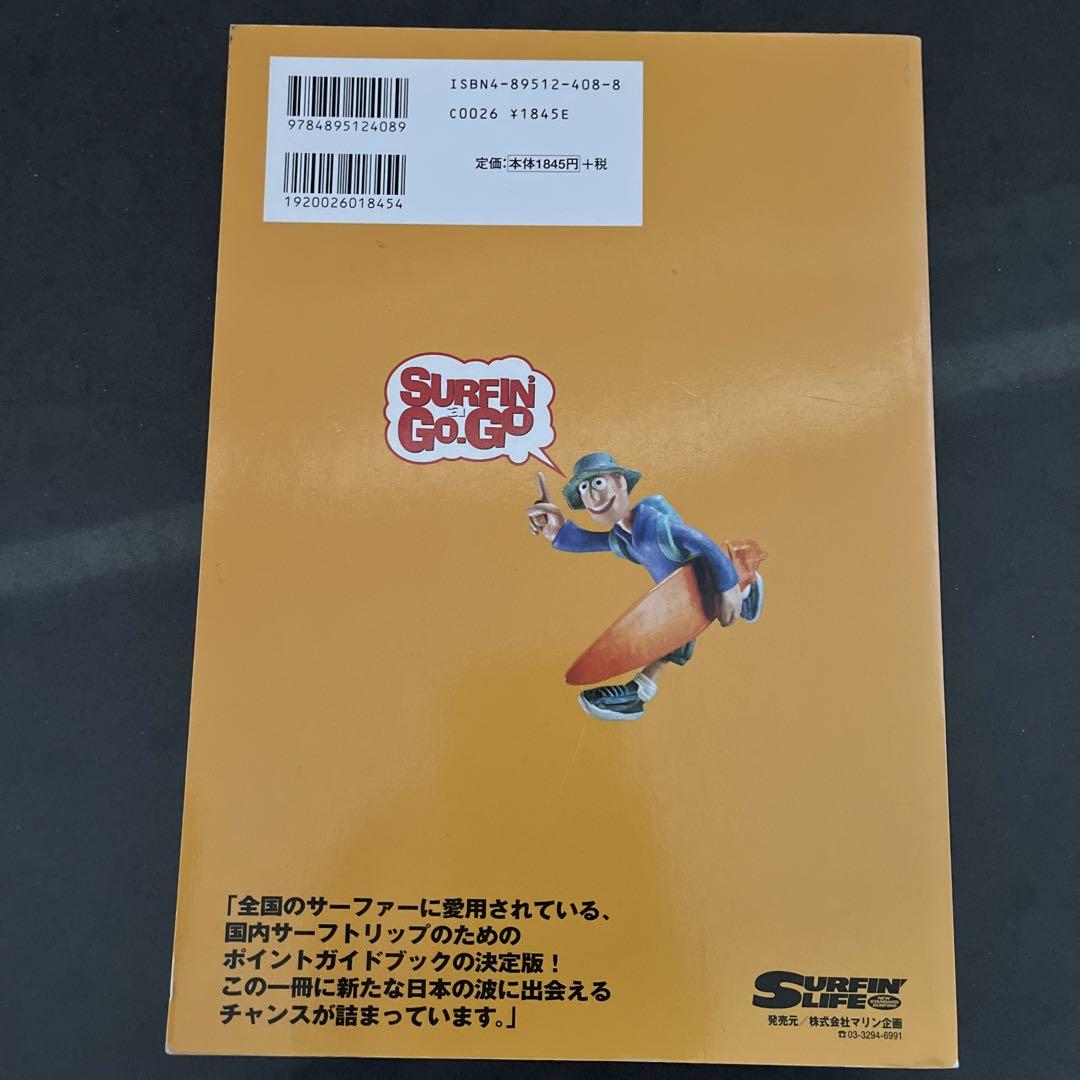 ISBN4-89512-408-8
C0026 ¥1845E
9784895124089
定価：本体1845円＋税
1920026018454
SURFIN'
GO-GO
「全国のサーファーに愛用されている、
国内サーフトリップのための
ポイントガイドブックの決定版！
この一冊に新たな日本の波に出会える
チャンスが詰まっています。」
SURFIN'
LIFE
NEW STANDARD SURFING
発売元／株式会社マリン企画
☎03-3294-6991